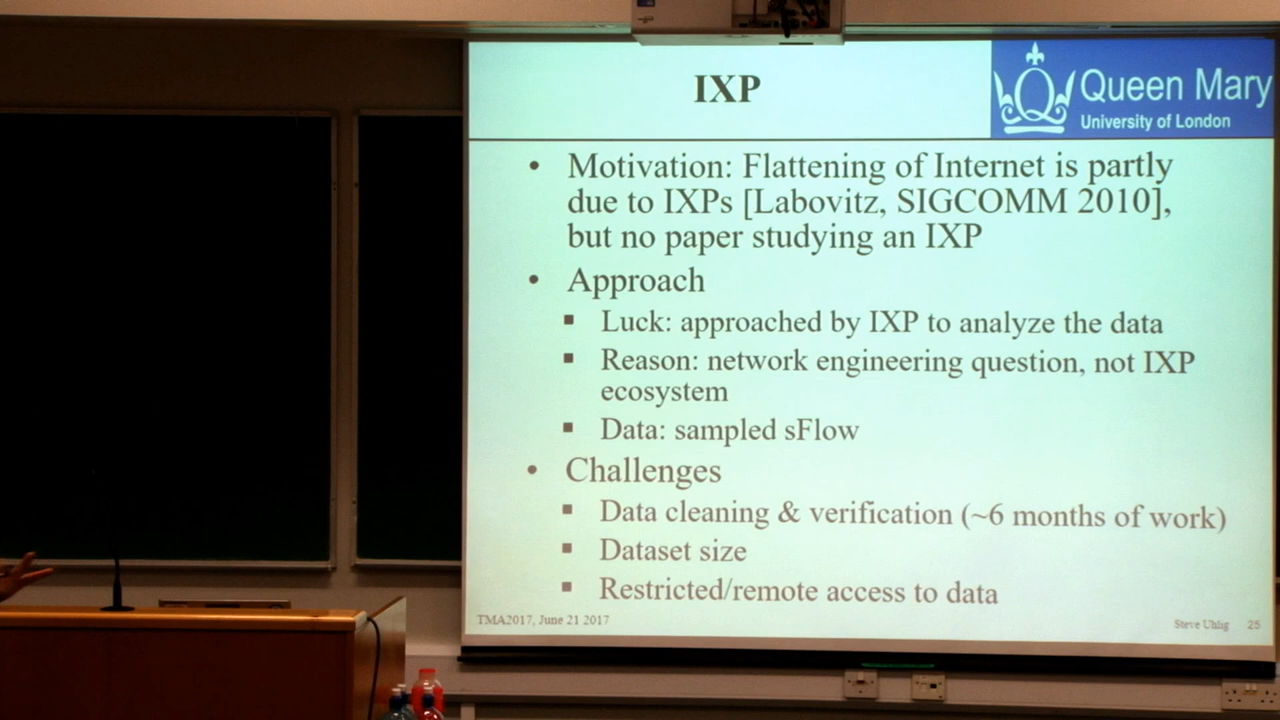 IXP
Queen Mary
University of London
• Motivation: Flattening of Internet is partly
due to IXPs [Labovitz, SIGCOMM 2010],
but no paper studying an IXP
• Approach
▪ Luck: approached by IXP to analyze the data
▪ Reason: network engineering question, not IXP
ecosystem
▪ Data: sampled sFlow
• Challenges
▪ Data cleaning & verification (~6 months of work)
▪ Dataset size
▪ Restricted/remote access to data
TMA2017, June 21 2017
Steve Uhlig 25